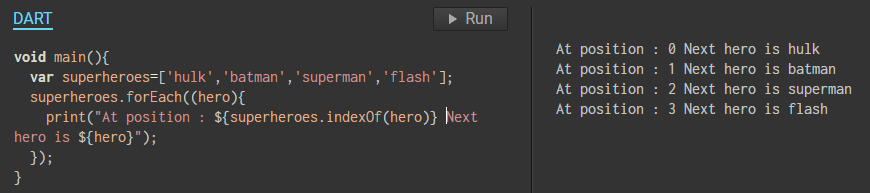 DART
Run
void main(){
  var superheroes=['hulk','batman','superman','flash'];
  superheroes.forEach((hero){
    print("At position : ${superheroes.indexOf(hero)} Next
hero is ${hero}");
  });
}
At position : 0 Next hero is hulk
At position : 1 Next hero is batman
At position : 2 Next hero is superman
At position : 3 Next hero is flash